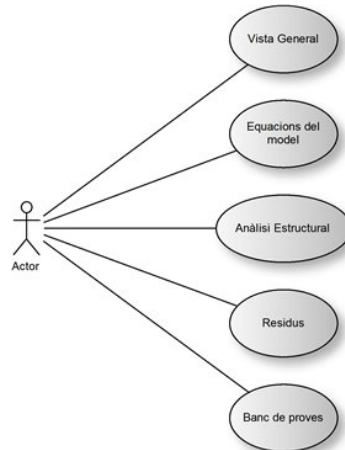 Vista General
Equacions del
model
Anàlisi Estructural
Actor
Residus
Banc de proves